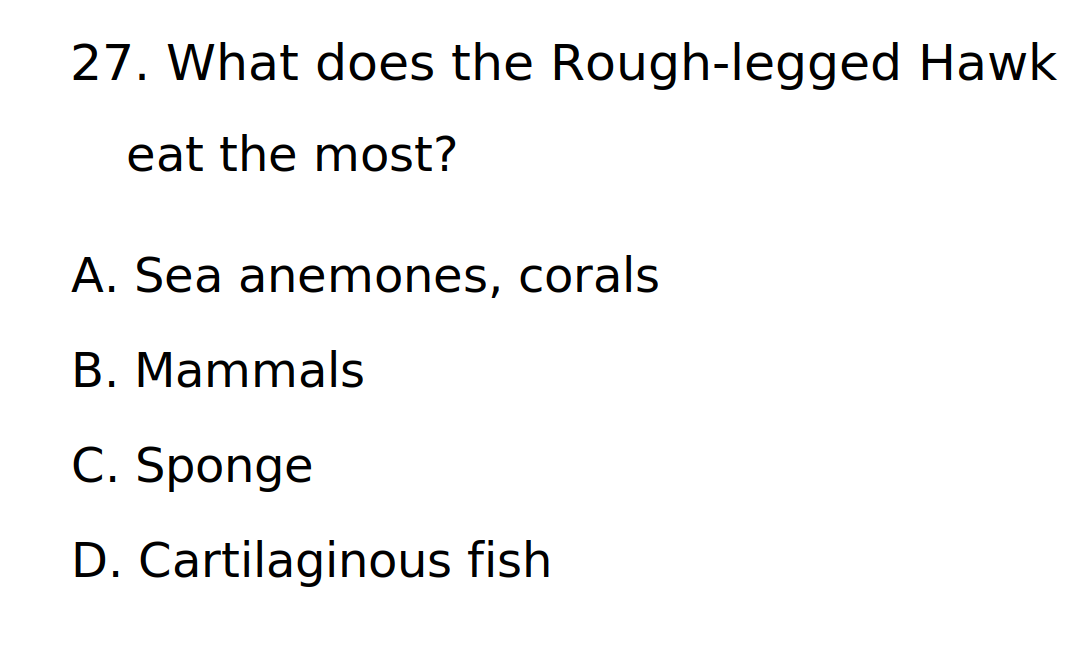 27. What does the Rough-legged Hawk
eat the most?
A. Sea anemones, corals
B. Mammals
C. Sponge
D. Cartilaginous fish